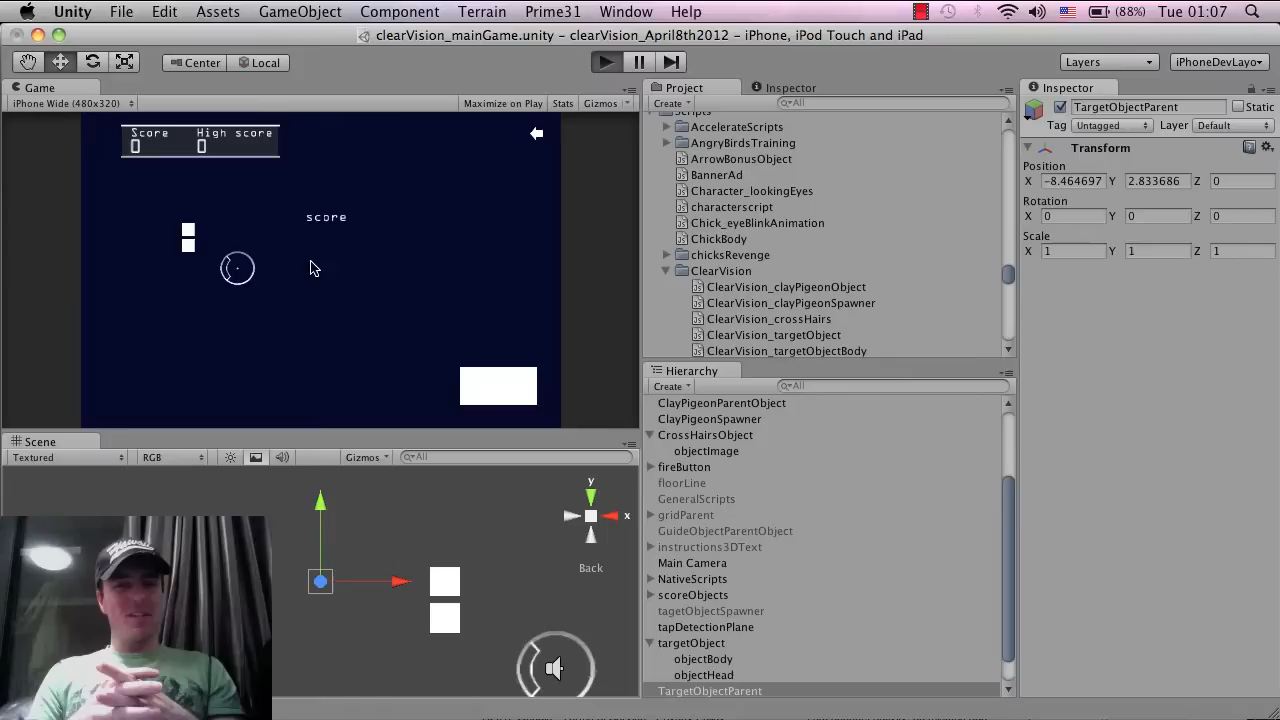 Unity File Edit Assets GameObject Component Terrain Prime31 Window Help (88%) Tue 01:07
clearVision_mainGame.unity – clearVision_April8th2012 – iPhone, iPod Touch and iPad
Center Local Layers iPhoneDevLayo
Game
iPhone Wide (480x320) Maximize on Play Stats Gizmos
Score High score
0 0
score
Scene
Textured RGB Gizmos All
y
x
Back
Project Inspector
Create All
Scripts
AccelerateScripts
AngryBirdsTraining
ArrowBonusObject
BannerAd
Character_lookingEyes
characterscript
Chick_eyeBlinkAnimation
ChickBody
chicksRevenge
ClearVision
ClearVision_clayPigeonObject
ClearVision_clayPigeonSpawner
ClearVision_crossHairs
ClearVision_targetObject
ClearVision_targetObjectBody
Hierarchy
Create All
ClayPigeonParentObject
ClayPigeonSpawner
CrossHairsObject
objectImage
fireButton
floorLine
GeneralScripts
gridParent
GuideObjectParentObject
instructions3DText
Main Camera
NativeScripts
scoreObjects
tagetObjectSpawner
tapDetectionPlane
targetObject
objectBody
objectHead
TargetObjectParent
Inspector
TargetObjectParent Static
Tag Untagged Layer Default
Transform
Position
X -8.464697 Y 2.833686 Z 0
Rotation
X 0 Y 0 Z 0
Scale
X 1 Y 1 Z 1